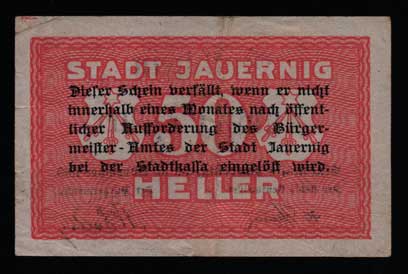 STADT JAUERNIG
Dieser Schein verfällt, wenn er nicht
innerhalb eines Monates nach öffent-
licher Aufforderung des Bürger-
meister-Amtes der Stadt Jauernig
bei der Stadtkassa eingelöst wird.
50
HELLER